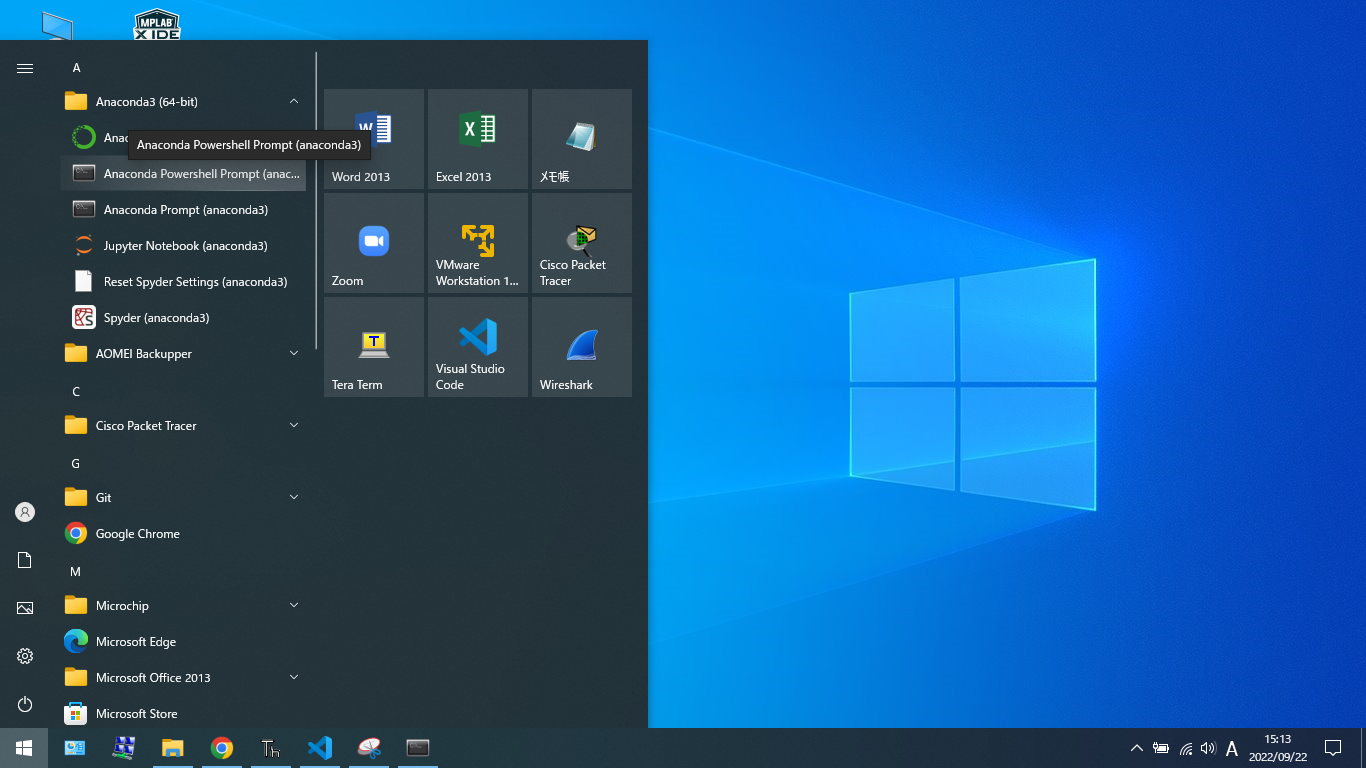 MPLAB
X IDE
A
Anaconda3 (64-bit)
Anac
Anaconda Powershell Prompt (anaconda3)
Anaconda Powershell Prompt (anac...
Anaconda Prompt (anaconda3)
Jupyter Notebook (anaconda3)
Reset Spyder Settings (anaconda3)
Spyder (anaconda3)
AOMEI Backupper
C
Cisco Packet Tracer
G
Git
Google Chrome
M
Microchip
Microsoft Edge
Microsoft Office 2013
Microsoft Store
Word 2013
Excel 2013
メモ帳
Zoom
VMware
Workstation 1...
Cisco Packet
Tracer
T
Tera Term
Visual Studio
Code
Wireshark
Th
A
15:13
2022/09/22